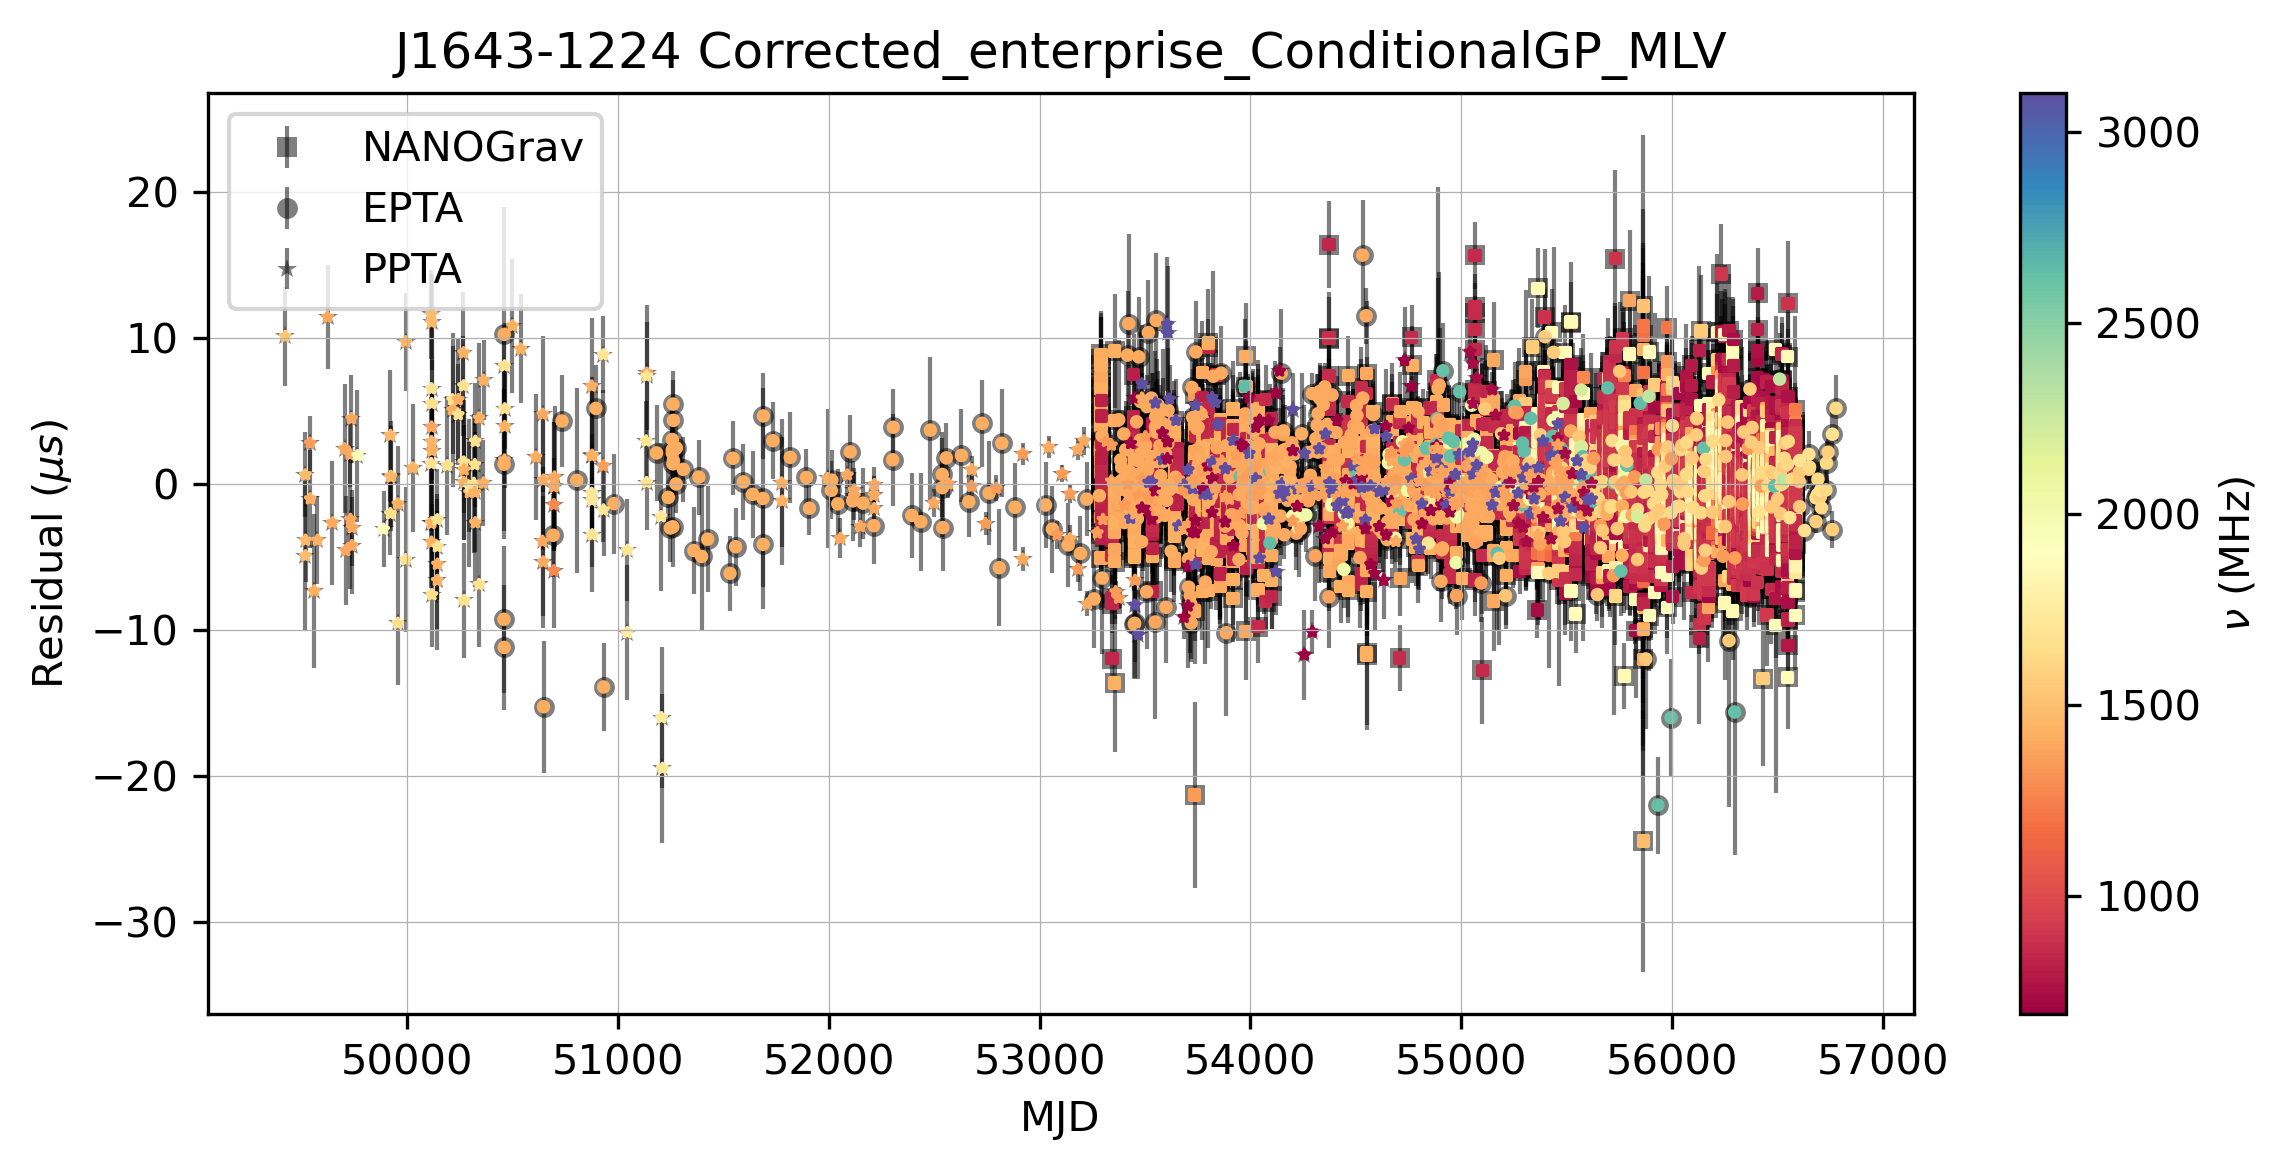 J1643-1224 Corrected_enterprise_ConditionalGP_MLV
NANOGrav
EPTA
PPTA
20
10
0
−10
−20
−30
Residual (μs)
50000 51000 52000 53000 54000 55000 56000 57000
MJD
3000
2500
2000
1500
1000
ν (MHz)